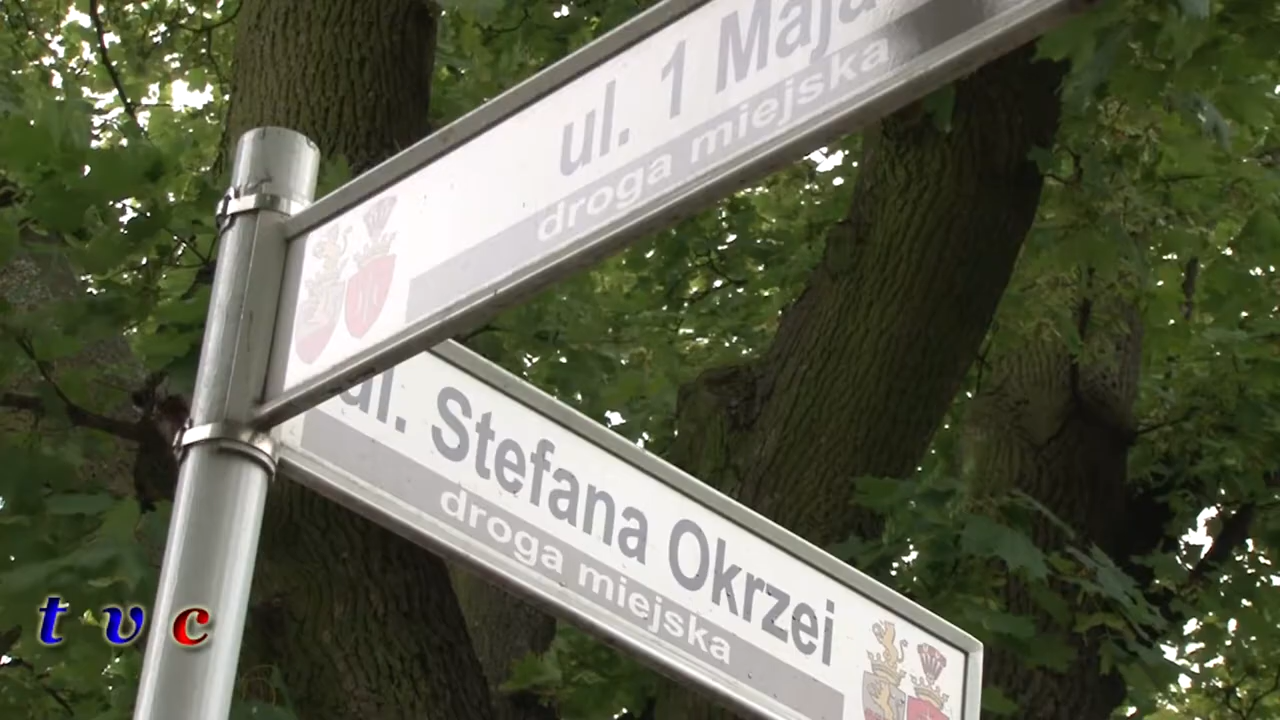 ul. 1 Maja
droga miejska
ul. Stefana Okrzei
droga miejska
tvc